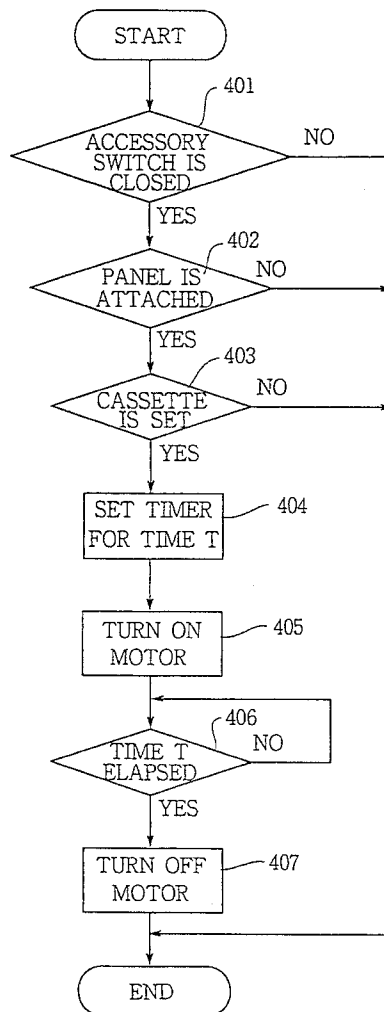 START
401
ACCESSORY
SWITCH IS
CLOSED
NO
YES
402
PANEL IS
ATTACHED
NO
YES
403
CASSETTE
IS SET
NO
YES
SET TIMER
FOR TIME T
404
TURN ON
MOTOR
405
406
TIME T
ELAPSED
NO
YES
TURN OFF
MOTOR
407
END